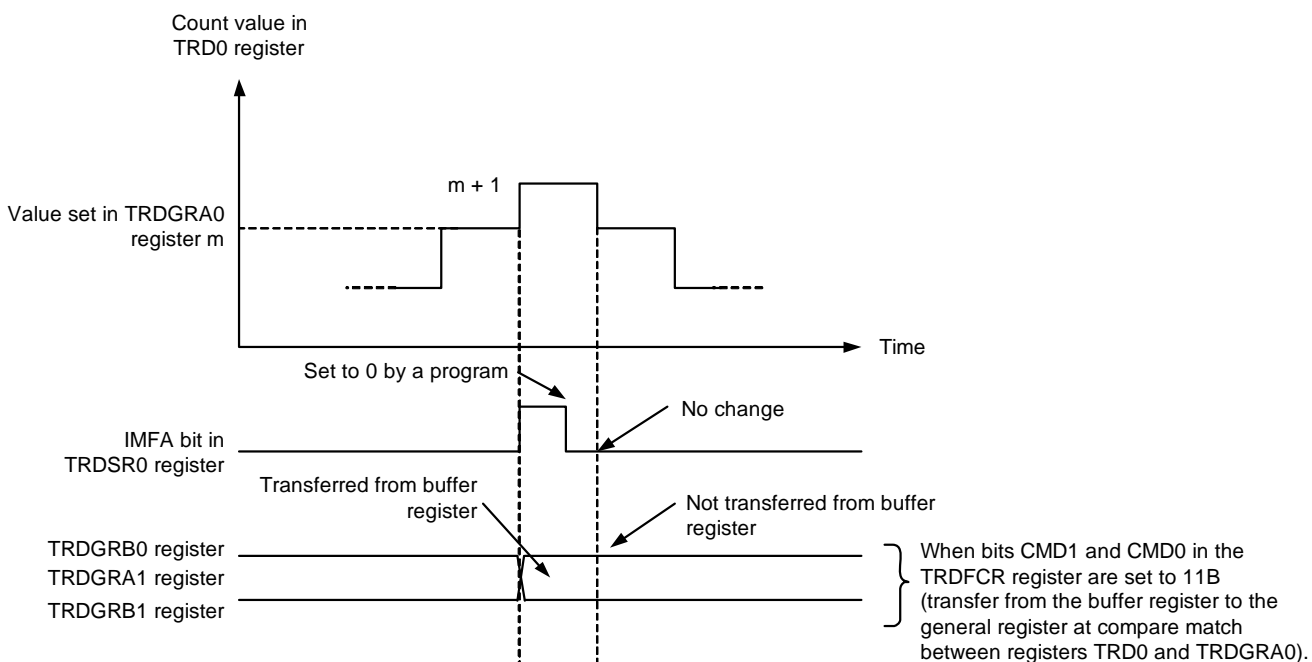 Count value in
TRD0 register
m + 1
Value set in TRDGRA0
register m
Time
Set to 0 by a program
No change
IMFA bit in
TRDSR0 register
Transferred from buffer
register
Not transferred from buffer
register
TRDGRB0 register
TRDGRA1 register
TRDGRB1 register
When bits CMD1 and CMD0 in the
TRDFCR register are set to 11B
(transfer from the buffer register to the
general register at compare match
between registers TRD0 and TRDGRA0).